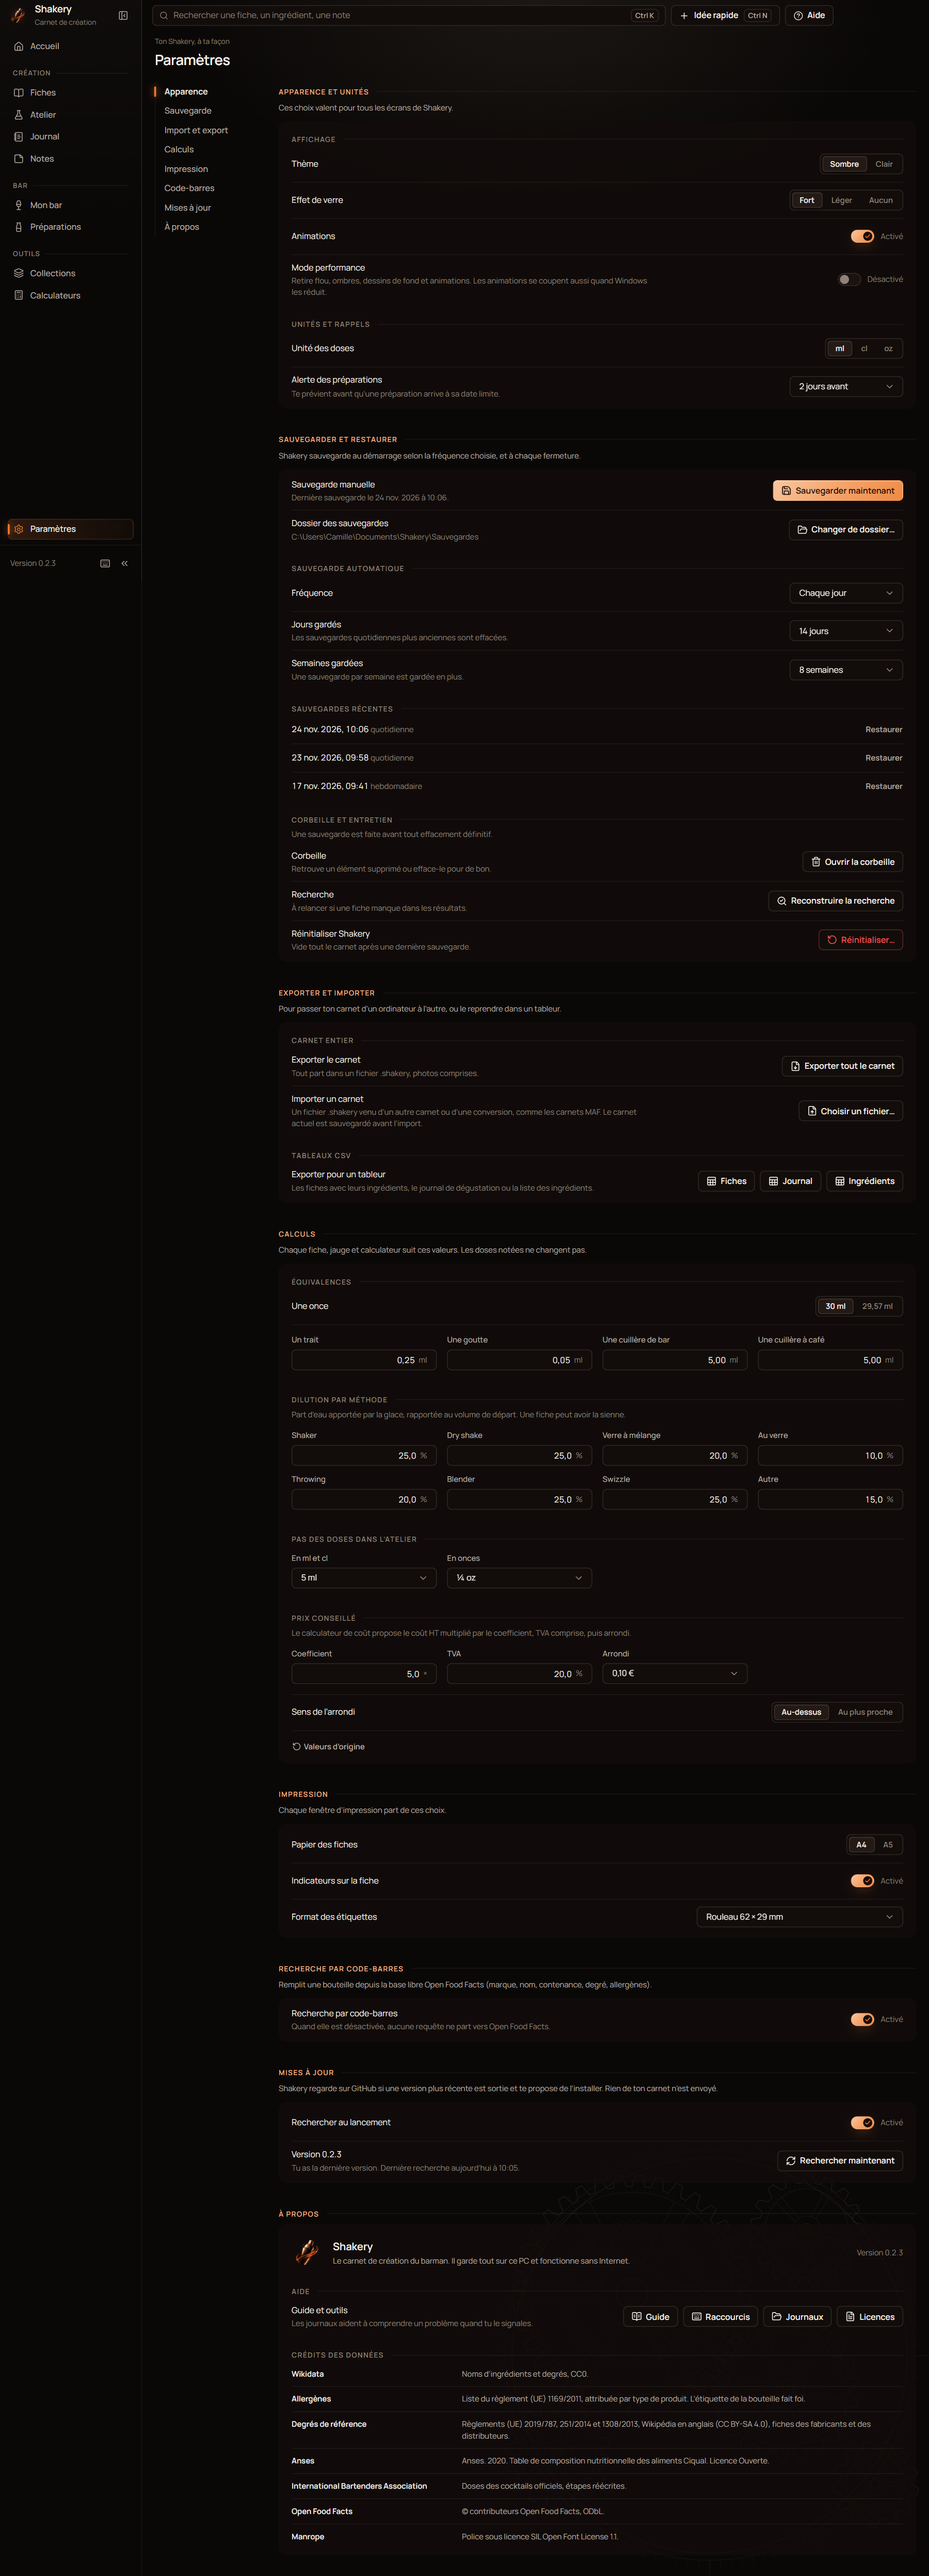 Shakery
Carnet de création
Rechercher une fiche, un ingrédient, une note
Ctrl K
Idée rapide
Ctrl N
Aide
Accueil
CRÉATION
Fiches
Atelier
Journal
Notes
BAR
Mon bar
Préparations
OUTILS
Collections
Calculateurs
Paramètres
Version 0.2.3
Ton Shakery, à ta façon
Paramètres
Apparence
Sauvegarde
Import et export
Calculs
Impression
Code-barres
Mises à jour
À propos
APPARENCE ET UNITÉS
Ces choix valent pour tous les écrans de Shakery.
AFFICHAGE
Thème
Sombre
Clair
Effet de verre
Fort
Léger
Aucun
Animations
Activé
Mode performance
Retire flou, ombres, dessins de fond et animations. Les animations se coupent aussi quand Windows
les réduit.
Désactivé
UNITÉS ET RAPPELS
Unité des doses
ml
cl
oz
Alerte des préparations
Te prévient avant qu'une préparation arrive à sa date limite.
2 jours avant
SAUVEGARDER ET RESTAURER
Shakery sauvegarde au démarrage selon la fréquence choisie, et à chaque fermeture.
Sauvegarde manuelle
Dernière sauvegarde le 24 nov. 2026 à 10:06.
Sauvegarder maintenant
Dossier des sauvegardes
C:\Users\Camille\Documents\Shakery\Sauvegardes
Changer de dossier…
SAUVEGARDE AUTOMATIQUE
Fréquence
Chaque jour
Jours gardés
Les sauvegardes quotidiennes plus anciennes sont effacées.
14 jours
Semaines gardées
Une sauvegarde par semaine est gardée en plus.
8 semaines
SAUVEGARDES RÉCENTES
24 nov. 2026, 10:06 quotidienne
Restaurer
23 nov. 2026, 09:58 quotidienne
Restaurer
17 nov. 2026, 09:41 hebdomadaire
Restaurer
CORBEILLE ET ENTRETIEN
Une sauvegarde est faite avant tout effacement définitif.
Corbeille
Retrouve un élément supprimé ou efface-le pour de bon.
Ouvrir la corbeille
Recherche
À relancer si une fiche manque dans les résultats.
Reconstruire la recherche
Réinitialiser Shakery
Vide tout le carnet après une dernière sauvegarde.
Réinitialiser…
EXPORTER ET IMPORTER
Pour passer ton carnet d'un ordinateur à l'autre, ou le reprendre dans un tableur.
CARNET ENTIER
Exporter le carnet
Tout part dans un fichier .shakery, photos comprises.
Exporter tout le carnet
Importer un carnet
Un fichier .shakery venu d'un autre carnet ou d'une conversion, comme les carnets MAF. Le carnet
actuel est sauvegardé avant l'import.
Choisir un fichier…
TABLEAUX CSV
Exporter pour un tableur
Les fiches avec leurs ingrédients, le journal de dégustation ou la liste des ingrédients.
Fiches
Journal
Ingrédients
CALCULS
Chaque fiche, jauge et calculateur suit ces valeurs. Les doses notées ne changent pas.
ÉQUIVALENCES
Une once
30 ml
29,57 ml
Un trait
Une goutte
Une cuillère de bar
Une cuillère à café
0,25 ml
0,05 ml
5,00 ml
5,00 ml
DILUTION PAR MÉTHODE
Part d'eau apportée par la glace, rapportée au volume de départ. Une fiche peut avoir la sienne.
Shaker
Dry shake
Verre à mélange
Au verre
25,0 %
25,0 %
20,0 %
10,0 %
Throwing
Blender
Swizzle
Autre
20,0 %
25,0 %
25,0 %
15,0 %
PAS DES DOSES DANS L'ATELIER
En ml et cl
En onces
5 ml
¼ oz
PRIX CONSEILLÉ
Le calculateur de coût propose le coût HT multiplié par le coefficient, TVA comprise, puis arrondi.
Coefficient
TVA
Arrondi
5,0 ×
20,0 %
0,10 €
Sens de l'arrondi
Au-dessus
Au plus proche
Valeurs d'origine
IMPRESSION
Chaque fenêtre d'impression part de ces choix.
Papier des fiches
A4
A5
Indicateurs sur la fiche
Activé
Format des étiquettes
Rouleau 62 × 29 mm
RECHERCHE PAR CODE-BARRES
Remplit une bouteille depuis la base libre Open Food Facts (marque, nom, contenance, degré, allergènes).
Recherche par code-barres
Quand elle est désactivée, aucune requête ne part vers Open Food Facts.
Activé
MISES À JOUR
Shakery regarde sur GitHub si une version plus récente est sortie et te propose de l'installer. Rien de ton carnet n'est envoyé.
Rechercher au lancement
Activé
Version 0.2.3
Tu as la dernière version. Dernière recherche aujourd'hui à 10:05.
Rechercher maintenant
À PROPOS
Shakery
Le carnet de création du barman. Il garde tout sur ce PC et fonctionne sans Internet.
Version 0.2.3
AIDE
Guide et outils
Les journaux aident à comprendre un problème quand tu le signales.
Guide
Raccourcis
Journaux
Licences
CRÉDITS DES DONNÉES
Wikidata
Noms d'ingrédients et degrés, CC0.
Allergènes
Liste du règlement (UE) 1169/2011, attribuée par type de produit. L'étiquette de la bouteille fait foi.
Degrés de référence
Règlements (UE) 2019/787, 251/2014 et 1308/2013, Wikipédia en anglais (CC BY-SA 4.0), fiches des fabricants et des
distributeurs.
Anses
Anses. 2020. Table de composition nutritionnelle des aliments Ciqual. Licence Ouverte.
International Bartenders Association
Doses des cocktails officiels, étapes réécrites.
Open Food Facts
© contributeurs Open Food Facts, ODbL.
Manrope
Police sous licence SIL Open Font License 1.1.